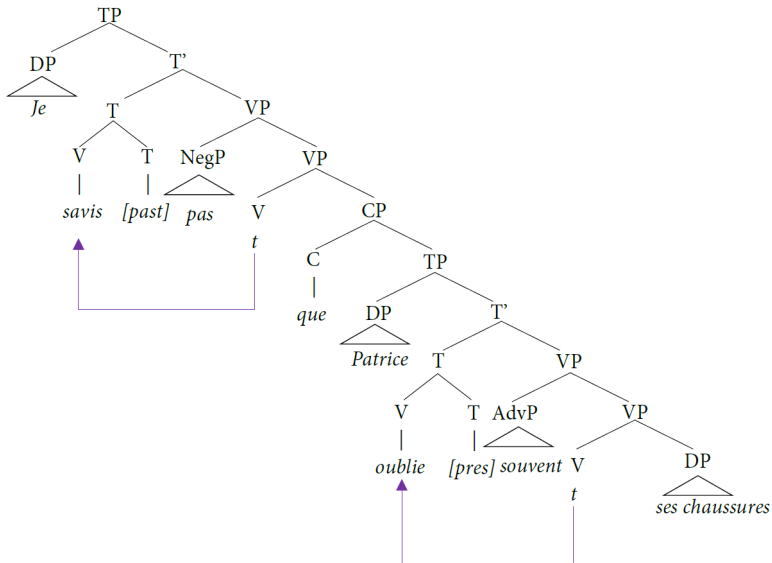 TP
DP T'
Je
T VP
V T NegP VP
savis [past] pas V CP
t
C TP
que DP T'
Patrice T VP
V T AdvP VP
oublie [pres] souvent V DP
t ses chaussures